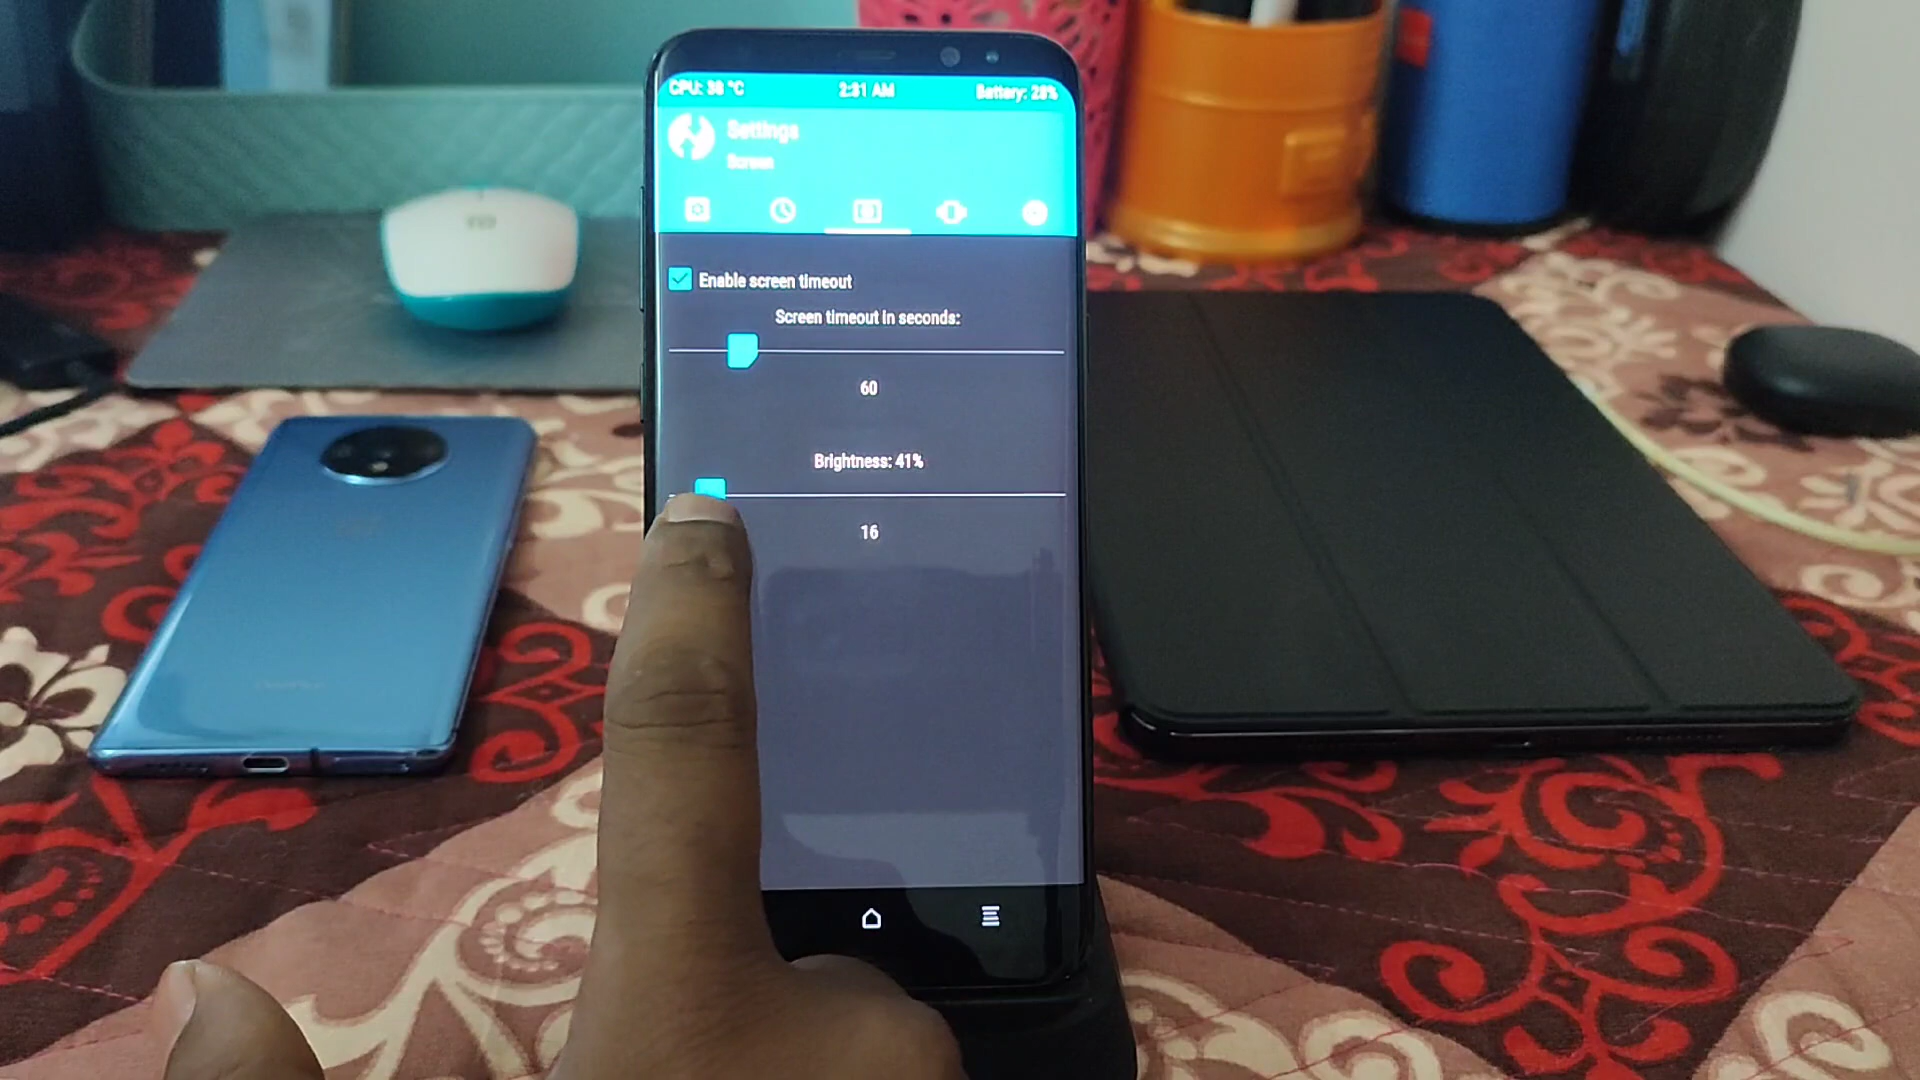 CPU: 38 °C
2:31 AM
Battery: 28%
Settings
Screen
Enable screen timeout
Screen timeout in seconds:
60
Brightness: 41%
16